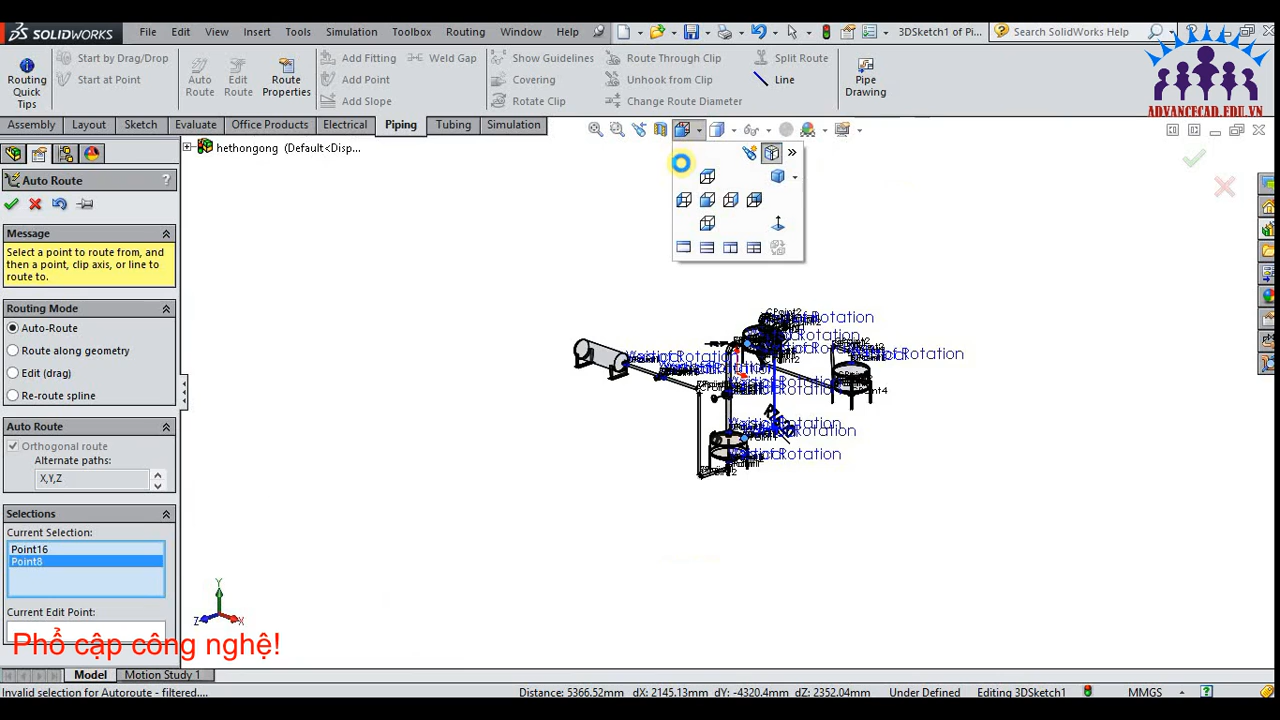 SOLIDWORKS File Edit View Insert Tools Simulation Toolbox Routing Window Help 3DSketch1 of Pi... Search SolidWorks Help
Routing Quick Tips
Start by Drag/Drop
Start at Point
Auto Route
Edit Route
Route Properties
Add Fitting
Add Point
Add Slope
Weld Gap
Show Guidelines
Covering
Rotate Clip
Route Through Clip
Unhook from Clip
Change Route Diameter
Split Route
Line
Pipe Drawing
ADVANCECAD.EDU.VN
Assembly Layout Sketch Evaluate Office Products Electrical Piping Tubing Simulation
hethongong (Default<Disp...
Auto Route ?
Message
Select a point to route from, and
then a point, clip axis, or line to
route to.
Routing Mode
Auto-Route
Route along geometry
Edit (drag)
Re-route spline
Auto Route
Orthogonal route
Alternate paths:
X,Y,Z
Selections
Current Selection:
Point16
Point8
Current Edit Point:
Y
Z
X
Phổ cập công nghệ!
Model Motion Study 1
Invalid selection for Autoroute - filtered.... Distance: 5366.52mm dX: 2145.13mm dY: -4320.4mm dZ: 2352.04mm Under Defined Editing 3DSketch1 MMGS